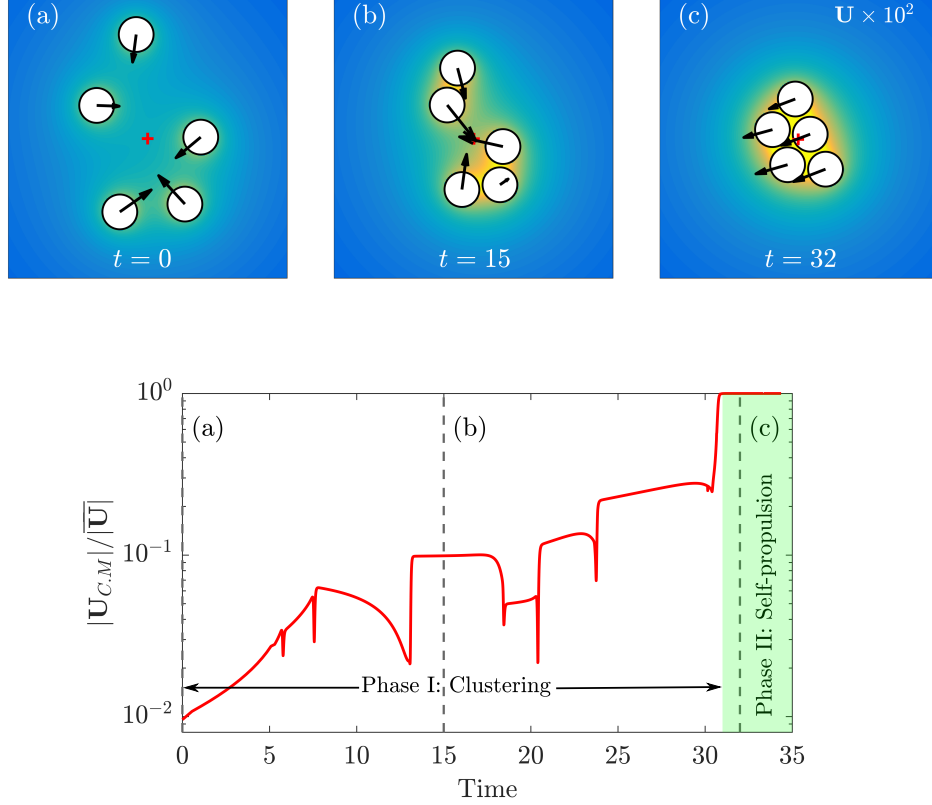 (a)
(b)
(c)
U × 10²
t = 0
t = 15
t = 32
10⁰
10⁻¹
10⁻²
|U_{C.M}|/|\overline{U}|
(a)
(b)
(c)
Phase I: Clustering
Phase II: Self-propulsion
0
5
10
15
20
25
30
35
Time